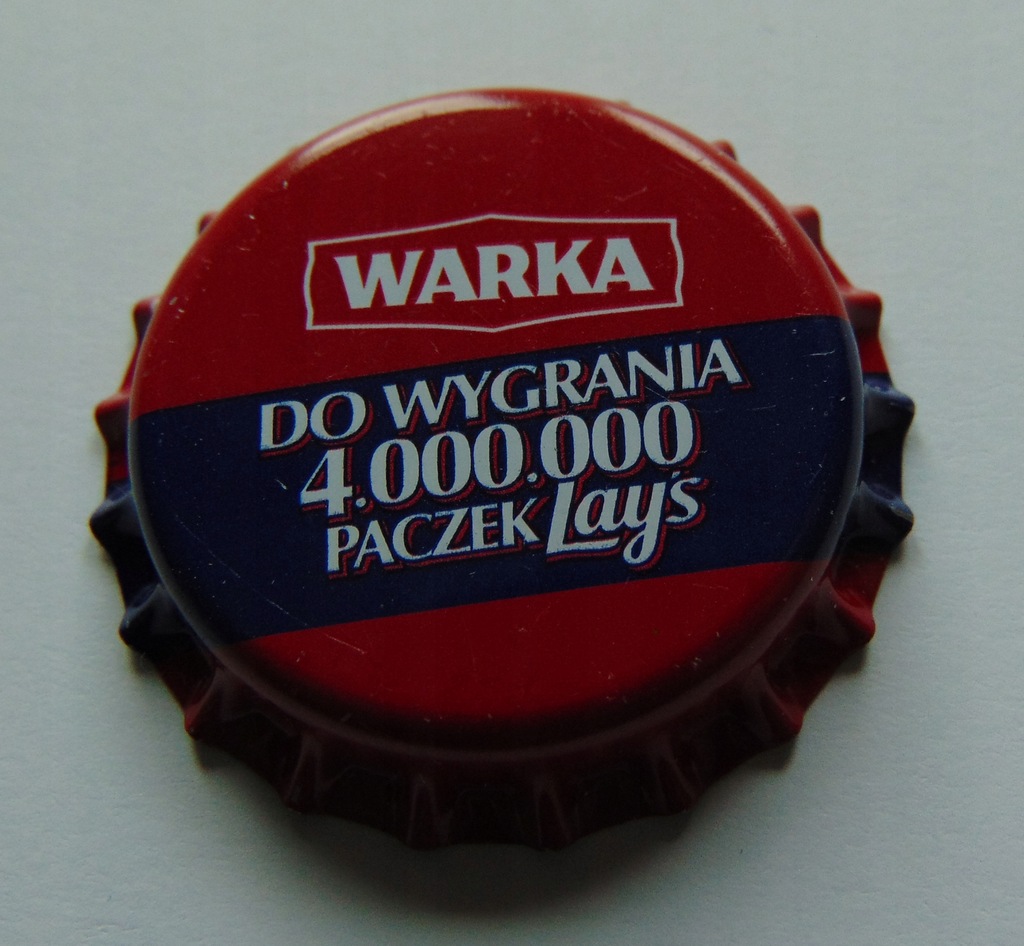 WARKA
DO WYGRANIA
4.000.000
PACZEK Lay's